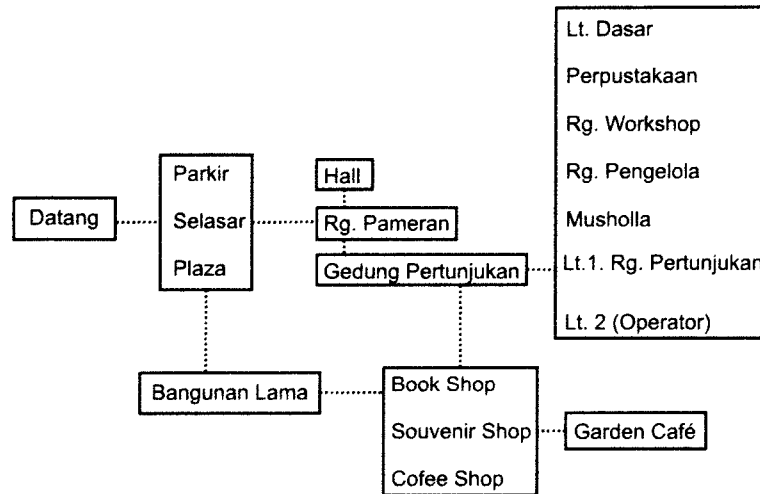 Lt. Dasar
Perpustakaan
Rg. Workshop
Rg. Pengelola
Musholla
Lt.1. Rg. Pertunjukan
Lt. 2 (Operator)
Parkir
Selasar
Plaza
Hall
Rg. Pameran
Gedung Pertunjukan
Datang
Bangunan Lama
Book Shop
Souvenir Shop
Cofee Shop
Garden Café